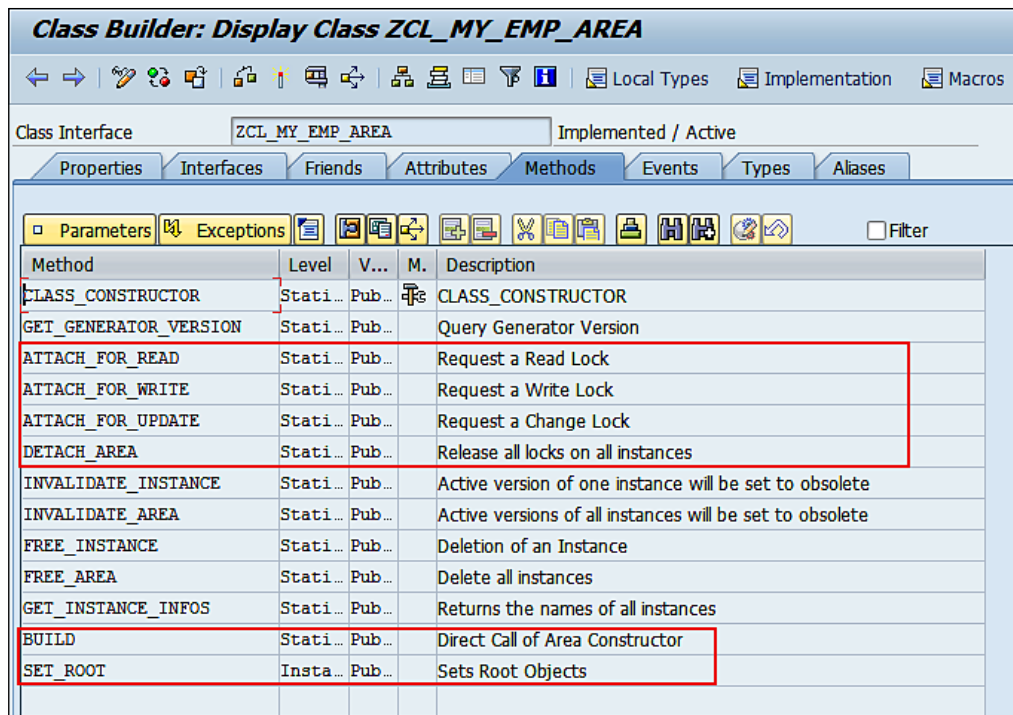 Class Builder: Display Class ZCL_MY_EMP_AREA
Local Types Implementation Macros
Class Interface ZCL_MY_EMP_AREA Implemented / Active
Properties Interfaces Friends Attributes Methods Events Types Aliases
Parameters Exceptions Filter
Method Level V... M. Description
CLASS_CONSTRUCTOR Stati… Pub… CLASS_CONSTRUCTOR
GET_GENERATOR_VERSION Stati… Pub… Query Generator Version
ATTACH_FOR_READ Stati… Pub… Request a Read Lock
ATTACH_FOR_WRITE Stati… Pub… Request a Write Lock
ATTACH_FOR_UPDATE Stati… Pub… Request a Change Lock
DETACH_AREA Stati… Pub… Release all locks on all instances
INVALIDATE_INSTANCE Stati… Pub… Active version of one instance will be set to obsolete
INVALIDATE_AREA Stati… Pub… Active versions of all instances will be set to obsolete
FREE_INSTANCE Stati… Pub… Deletion of an Instance
FREE_AREA Stati… Pub… Delete all instances
GET_INSTANCE_INFOS Stati… Pub… Returns the names of all instances
BUILD Stati… Pub… Direct Call of Area Constructor
SET_ROOT Insta… Pub… Sets Root Objects